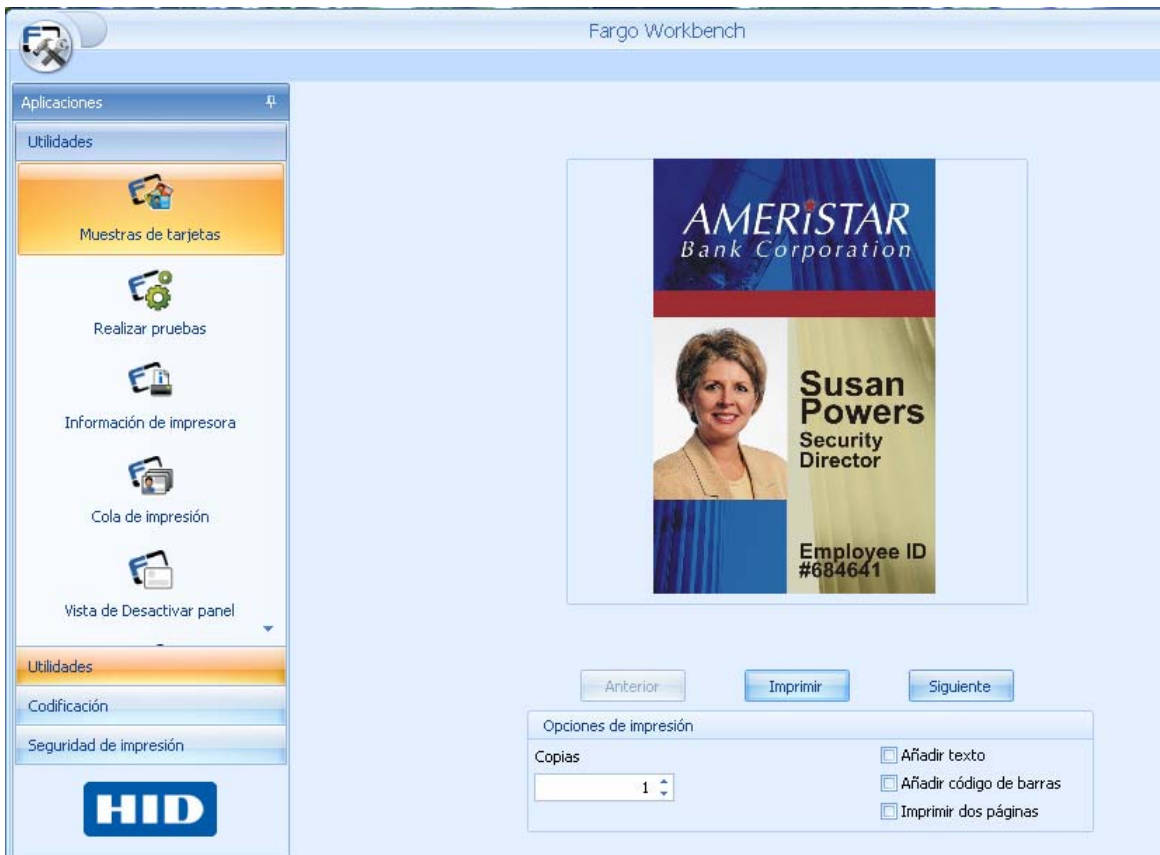 Fargo Workbench
Aplicaciones
Utilidades
Muestras de tarjetas
Realizar pruebas
Información de impresora
Cola de impresión
Vista de Desactivar panel
Utilidades
Codificación
Seguridad de impresión
HID
AMERiSTAR
Bank Corporation
Susan
Powers
Security
Director
Employee ID
#684641
Anterior
Imprimir
Siguiente
Opciones de impresión
Copias
1
Añadir texto
Añadir código de barras
Imprimir dos páginas